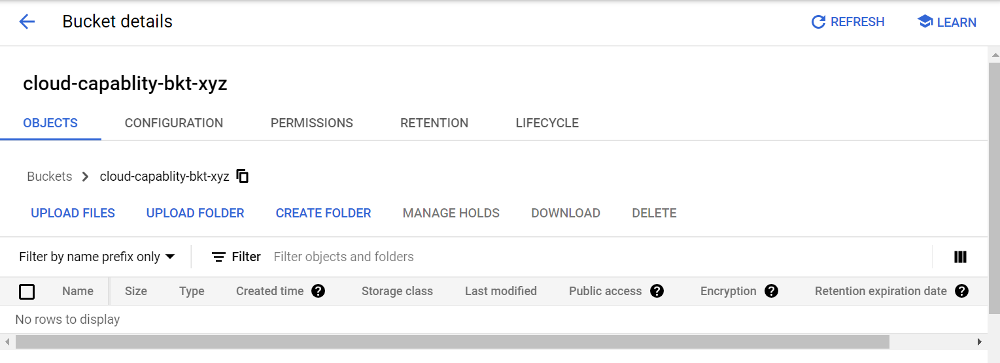 Bucket details
REFRESH
LEARN
cloud-capablity-bkt-xyz
OBJECTS CONFIGURATION PERMISSIONS RETENTION LIFECYCLE
Buckets > cloud-capablity-bkt-xyz
UPLOAD FILES UPLOAD FOLDER CREATE FOLDER MANAGE HOLDS DOWNLOAD DELETE
Filter by name prefix only Filter Filter objects and folders
Name Size Type Created time ? Storage class Last modified Public access ? Encryption ? Retention expiration date ?
No rows to display